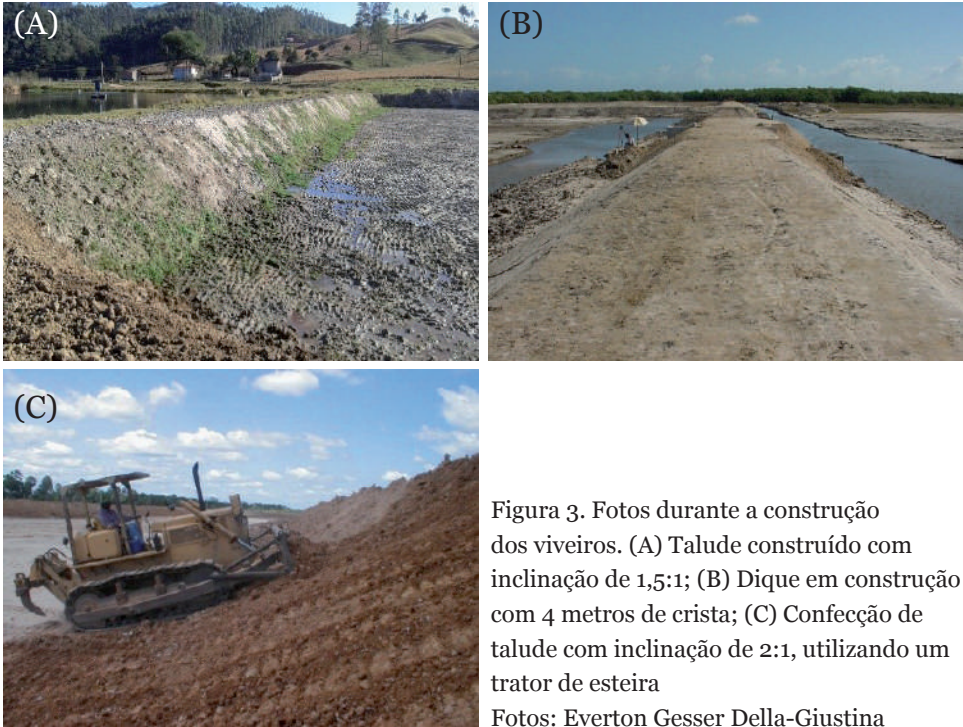 (A)
(B)
(C)
Figura 3. Fotos durante a construção
dos viveiros. (A) Talude construído com
inclinação de 1,5:1; (B) Dique em construção
com 4 metros de crista; (C) Confecção de
talude com inclinação de 2:1, utilizando um
trator de esteira
Fotos: Everton Gesser Della-Giustina